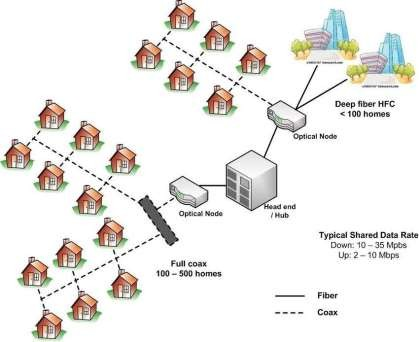 Deep fiber HFC
< 100 homes
Optical Node
Optical Node
Head end
/ Hub
Full coax
100 – 500 homes
Typical Shared Data Rate
Down: 10 – 35 Mpbs
Up: 2 – 10 Mbps
Fiber
Coax